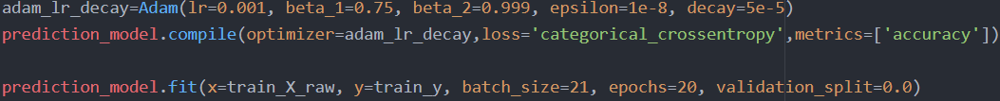 adam_lr_decay=Adam(lr=0.001, beta_1=0.75, beta_2=0.999, epsilon=1e-8, decay=5e-5)
prediction_model.compile(optimizer=adam_lr_decay,loss='categorical_crossentropy',metrics=['accuracy'])
prediction_model.fit(x=train_X_raw, y=train_y, batch_size=21, epochs=20, validation_split=0.0)